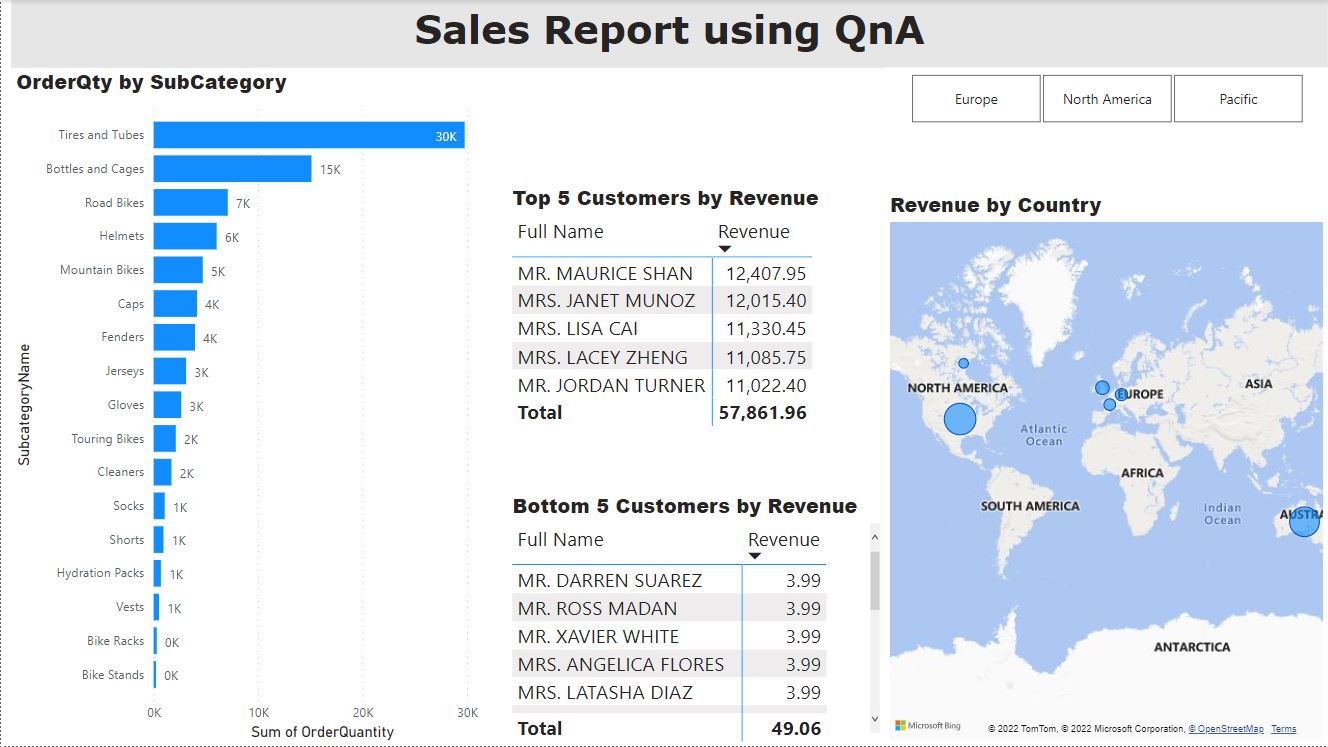 Sales Report using QnA
OrderQty by SubCategory
Europe
North America
Pacific
SubcategoryName
Tires and Tubes 30K
Bottles and Cages 15K
Road Bikes 7K
Helmets 6K
Mountain Bikes 5K
Caps 4K
Fenders 4K
Jerseys 3K
Gloves 3K
Touring Bikes 2K
Cleaners 2K
Socks 1K
Shorts 1K
Hydration Packs 1K
Vests 1K
Bike Racks 0K
Bike Stands 0K
0K 10K 20K 30K
Sum of OrderQuantity
Top 5 Customers by Revenue
Full Name Revenue
MR. MAURICE SHAN 12,407.95
MRS. JANET MUNOZ 12,015.40
MRS. LISA CAI 11,330.45
MRS. LACEY ZHENG 11,085.75
MR. JORDAN TURNER 11,022.40
Total 57,861.96
Bottom 5 Customers by Revenue
Full Name Revenue
MR. DARREN SUAREZ 3.99
MR. ROSS MADAN 3.99
MR. XAVIER WHITE 3.99
MRS. ANGELICA FLORES 3.99
MRS. LATASHA DIAZ 3.99
Total 49.06
Revenue by Country
NORTH AMERICA
EUROPE
ASIA
Atlantic
Ocean
AFRICA
SOUTH AMERICA
Indian
Ocean
AUSTRA
ANTARCTICA
Microsoft Bing
© 2022 TomTom, © 2022 Microsoft Corporation, © OpenStreetMap Terms